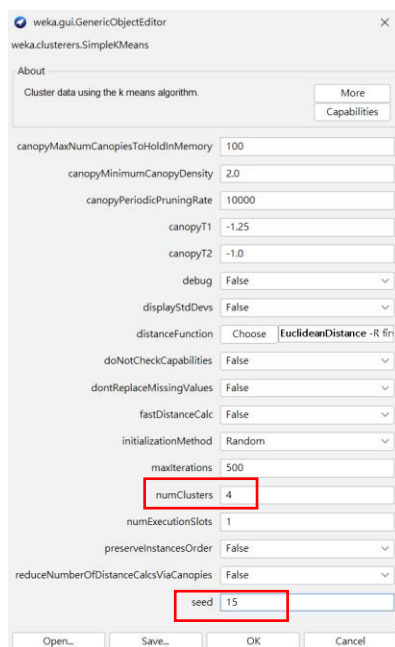 weka.gui.GenericObjectEditor
weka.clusterers.SimpleKMeans
About
Cluster data using the k means algorithm.
More
Capabilities
canopyMaxNumCanopiesToHoldInMemory 100
canopyMinimumCanopyDensity 2.0
canopyPeriodicPruningRate 10000
canopyT1 -1.25
canopyT2 -1.0
debug False
displayStdDevs False
distanceFunction Choose EuclideanDistance -R fir
doNotCheckCapabilities False
dontReplaceMissingValues False
fastDistanceCalc False
initializationMethod Random
maxIterations 500
numClusters 4
numExecutionSlots 1
preserveInstancesOrder False
reduceNumberOfDistanceCalcsViaCanopies False
seed 15
Open... Save... OK Cancel